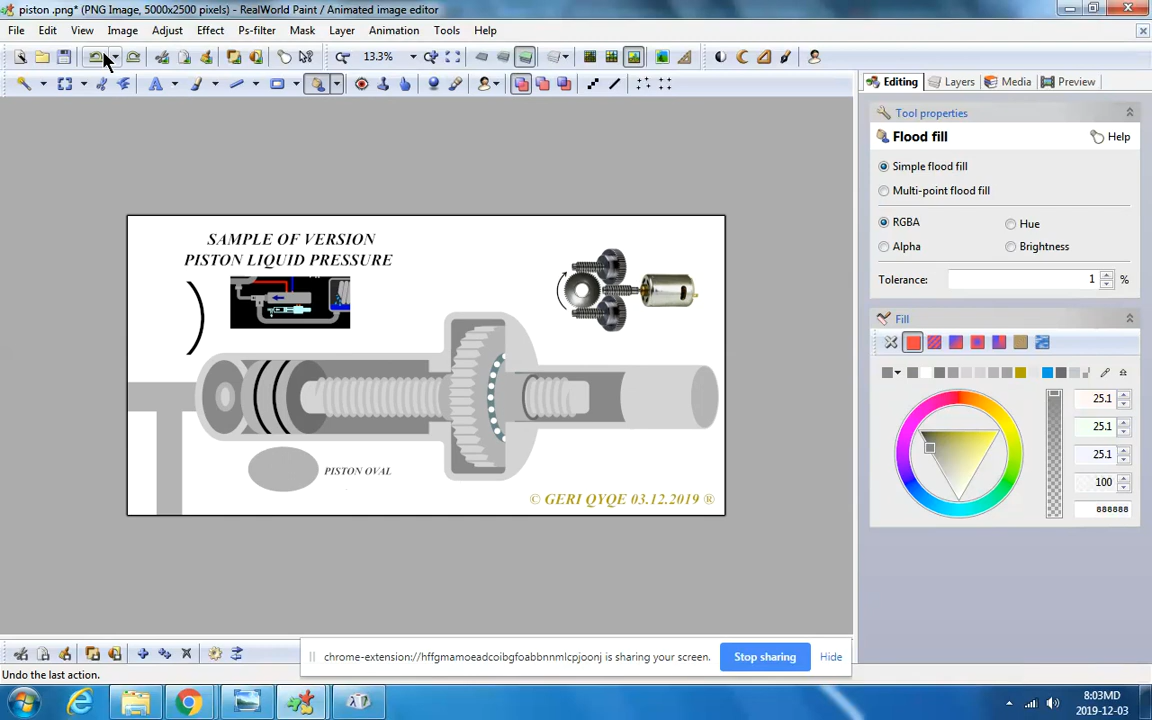 piston .png* (PNG Image, 5000x2500 pixels) - RealWorld Paint / Animated image editor
File Edit View Image Adjust Effect Ps-filter Mask Layer Animation Tools Help
13.3%
Editing Layers Media Preview
Tool properties
Flood fill Help
Simple flood fill
Multi-point flood fill
RGBA Hue
Alpha Brightness
Tolerance: 1 %
Fill
25.1
25.1
25.1
100
888888
SAMPLE OF VERSION
PISTON LIQUID PRESSURE
PISTON OVAL
© GERI QYQE 03.12.2019 ®
chrome-extension://hffgmamoeadcoibgfoabbnnmlcpjoonj is sharing your screen. Stop sharing Hide
Undo the last action.
8:03MD
2019-12-03